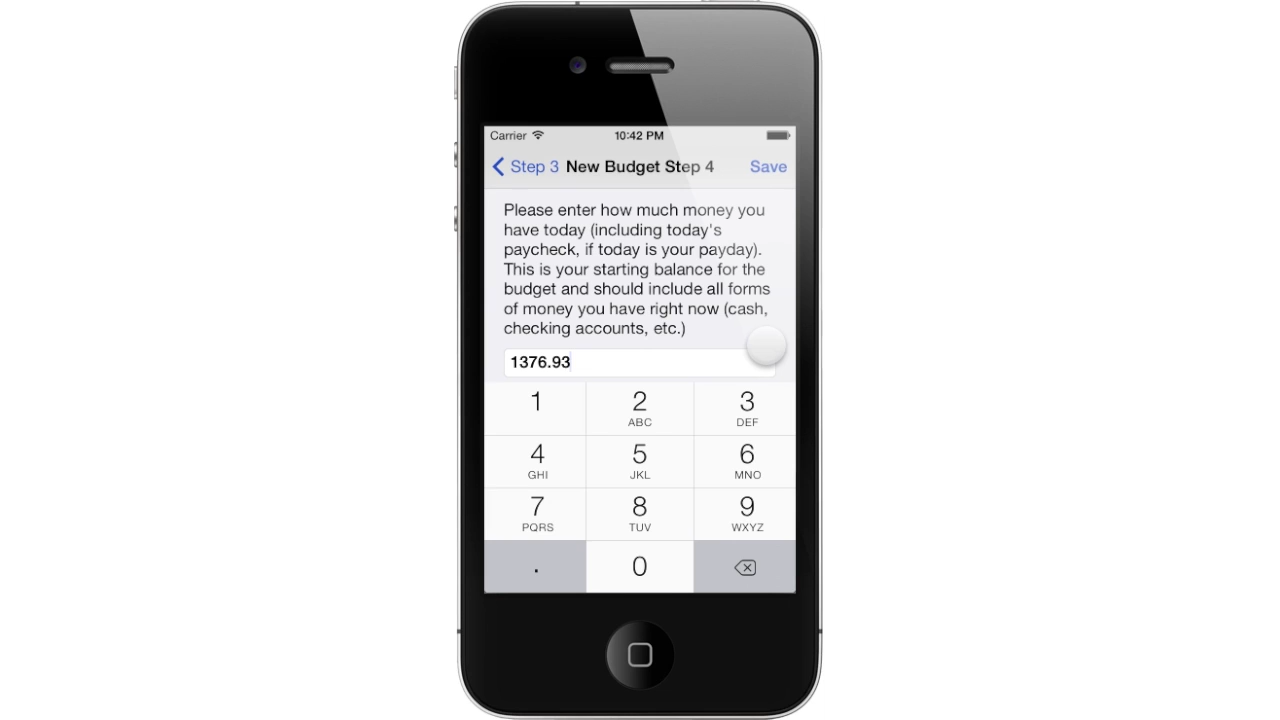 Carrier 10:42 PM
Step 3 New Budget Step 4 Save
Please enter how much money you
have today (including today's
paycheck, if today is your payday).
This is your starting balance for the
budget and should include all forms
of money you have right now (cash,
checking accounts, etc.)
1376.93
1 2 3
ABC DEF
4 5 6
GHI JKL MNO
7 8 9
PQRS TUV WXYZ
. 0